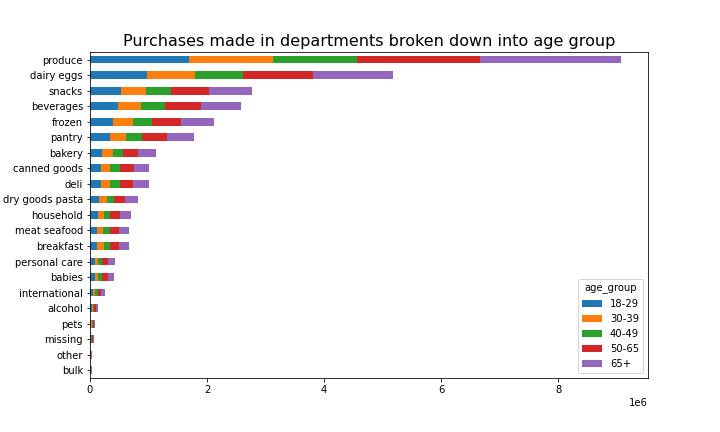 Purchases made in departments broken down into age group
produce
dairy eggs
snacks
beverages
frozen
pantry
bakery
canned goods
deli
dry goods pasta
household
meat seafood
breakfast
personal care
babies
international
alcohol
pets
missing
other
bulk
age_group
18-29
30-39
40-49
50-65
65+
0 2 4 6 8
1e6